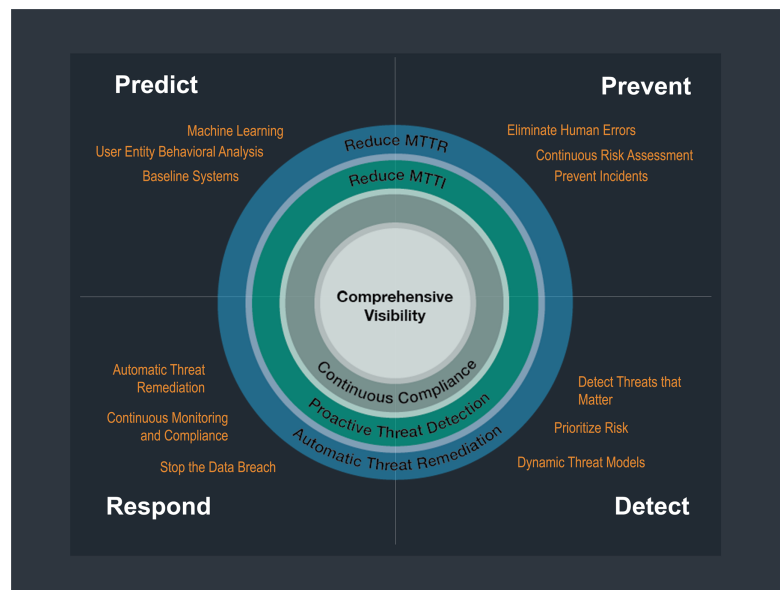 Predict
Prevent
Machine Learning
User Entity Behavioral Analysis
Baseline Systems
Eliminate Human Errors
Continuous Risk Assessment
Prevent Incidents
Reduce MTTR
Reduce MTTI
Comprehensive
Visibility
Continuous Compliance
Proactive Threat Detection
Automatic Threat Remediation
Automatic Threat
Remediation
Continuous Monitoring
and Compliance
Stop the Data Breach
Respond
Detect Threats that
Matter
Prioritize Risk
Dynamic Threat Models
Detect